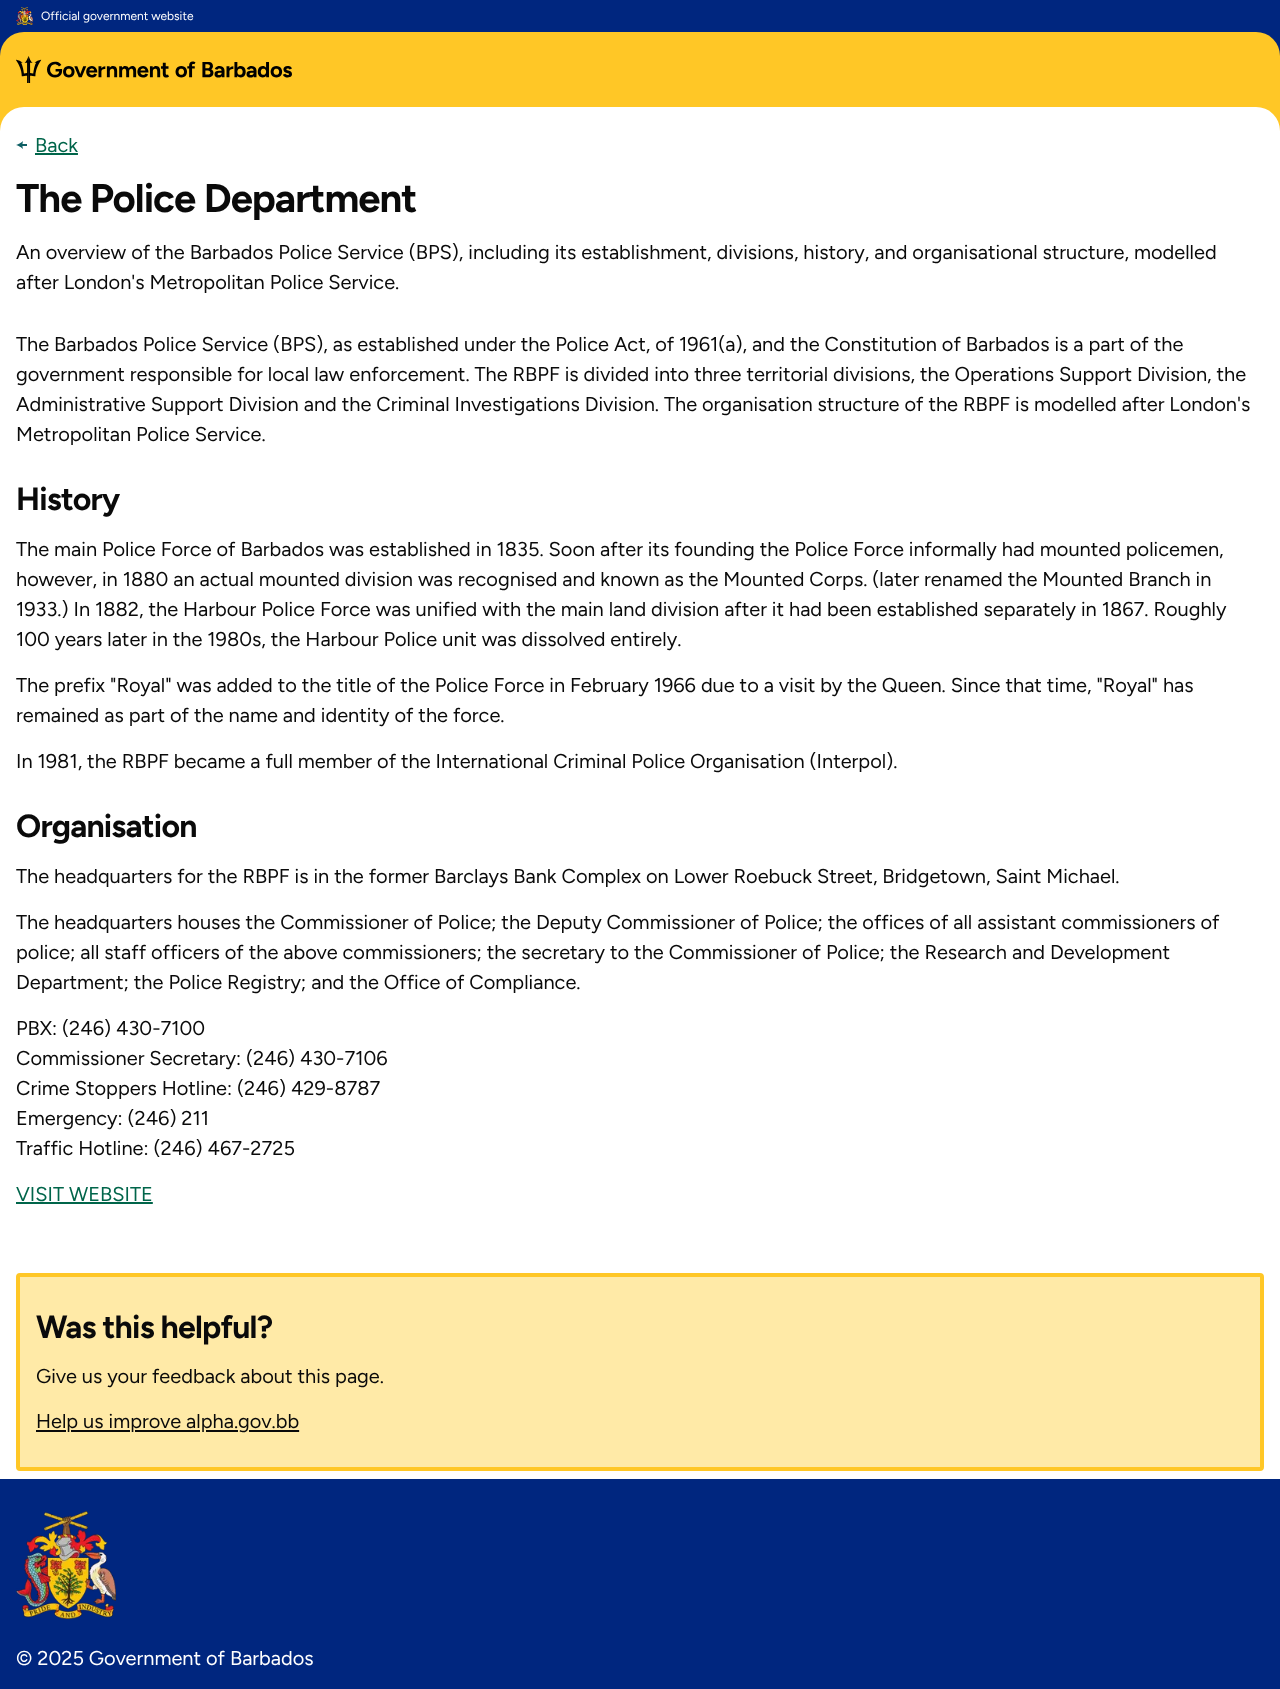 Official government website
Government of Barbados
Back
The Police Department
An overview of the Barbados Police Service (BPS), including its establishment, divisions, history, and organisational structure, modelled
after London's Metropolitan Police Service.
The Barbados Police Service (BPS), as established under the Police Act, of 1961(a), and the Constitution of Barbados is a part of the
government responsible for local law enforcement. The RBPF is divided into three territorial divisions, the Operations Support Division, the
Administrative Support Division and the Criminal Investigations Division. The organisation structure of the RBPF is modelled after London's
Metropolitan Police Service.
History
The main Police Force of Barbados was established in 1835. Soon after its founding the Police Force informally had mounted policemen,
however, in 1880 an actual mounted division was recognised and known as the Mounted Corps. (later renamed the Mounted Branch in
1933.) In 1882, the Harbour Police Force was unified with the main land division after it had been established separately in 1867. Roughly
100 years later in the 1980s, the Harbour Police unit was dissolved entirely.
The prefix "Royal" was added to the title of the Police Force in February 1966 due to a visit by the Queen. Since that time, "Royal" has
remained as part of the name and identity of the force.
In 1981, the RBPF became a full member of the International Criminal Police Organisation (Interpol).
Organisation
The headquarters for the RBPF is in the former Barclays Bank Complex on Lower Roebuck Street, Bridgetown, Saint Michael.
The headquarters houses the Commissioner of Police; the Deputy Commissioner of Police; the offices of all assistant commissioners of
police; all staff officers of the above commissioners; the secretary to the Commissioner of Police; the Research and Development
Department; the Police Registry; and the Office of Compliance.
PBX: (246) 430-7100
Commissioner Secretary: (246) 430-7106
Crime Stoppers Hotline: (246) 429-8787
Emergency: (246) 211
Traffic Hotline: (246) 467-2725
VISIT WEBSITE
Was this helpful?
Give us your feedback about this page.
Help us improve alpha.gov.bb
PRIDE AND INDUSTRY
© 2025 Government of Barbados